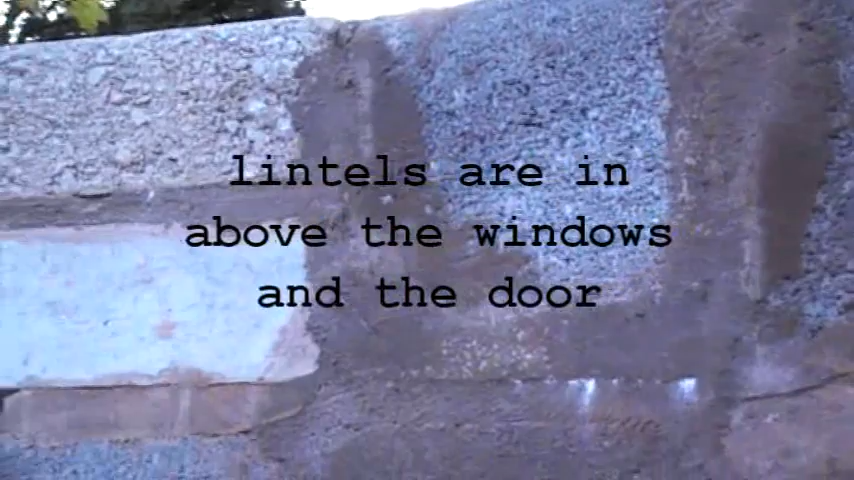 lintels are in
above the windows
and the door